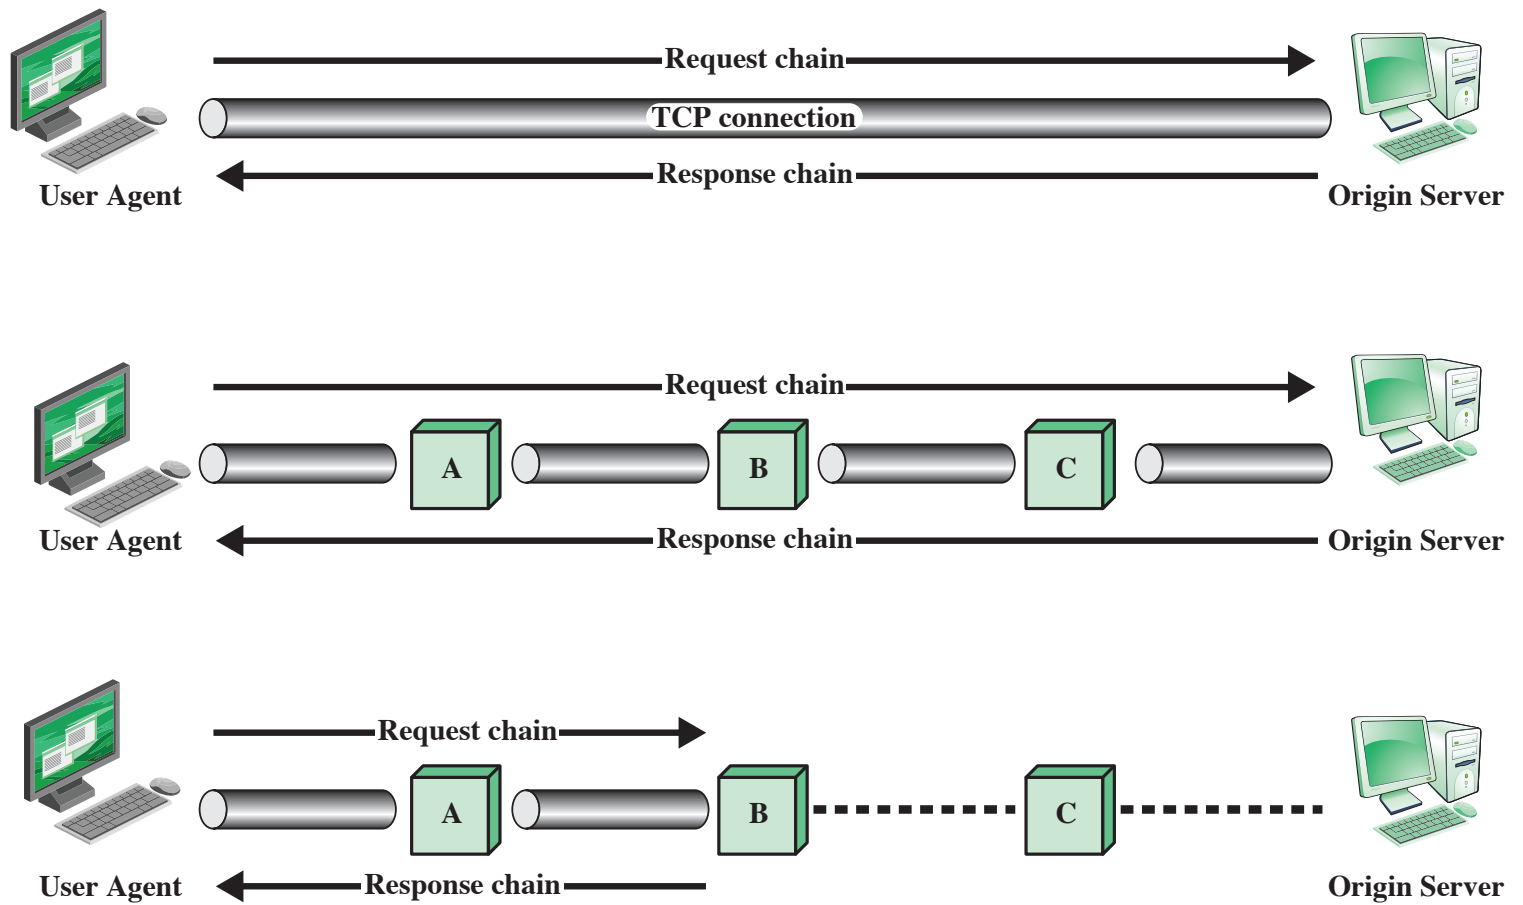 Request chain
TCP connection
Response chain
User Agent
Origin Server
Request chain
A
B
C
Response chain
User Agent
Origin Server
Request chain
A
B
C
Response chain
User Agent
Origin Server